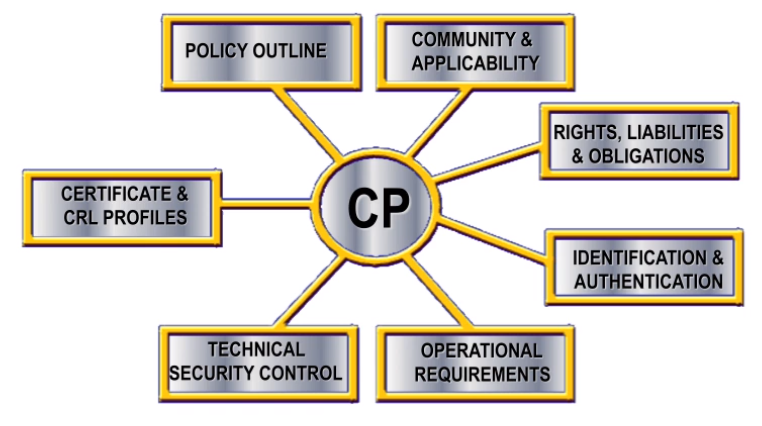 POLICY OUTLINE
COMMUNITY &
APPLICABILITY
RIGHTS, LIABILITIES
& OBLIGATIONS
CERTIFICATE &
CRL PROFILES
CP
IDENTIFICATION &
AUTHENTICATION
TECHNICAL
SECURITY CONTROL
OPERATIONAL
REQUIREMENTS